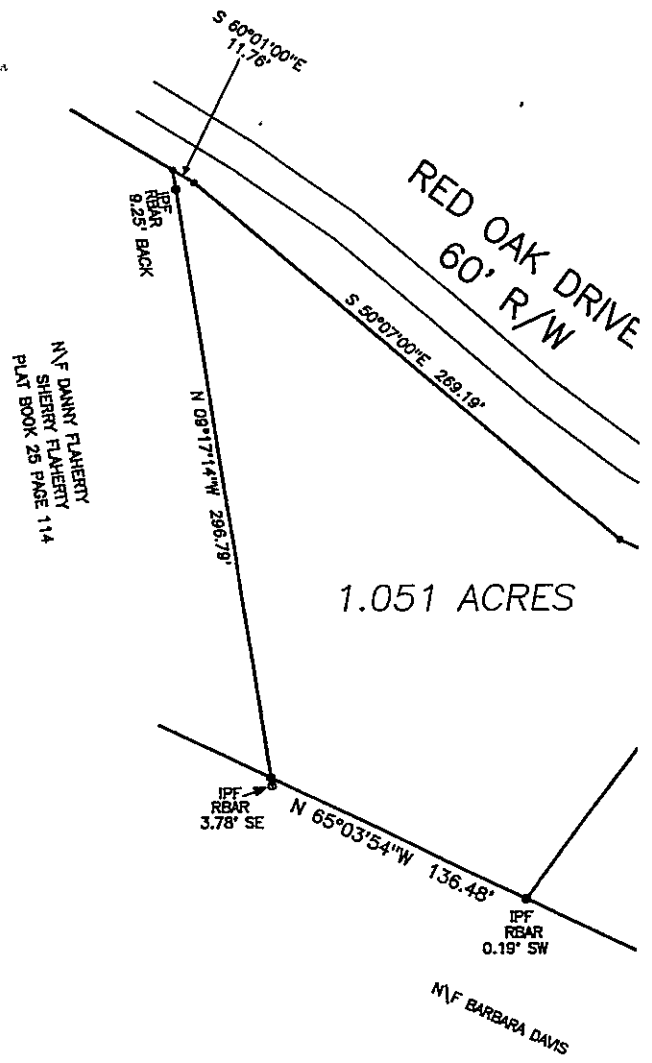 S 60°01'00"E
11.76'
RED OAK DRIVE
60' R/W
IPF
RBAR
9.25' BACK
S 50°07'00"E 269.19'
N\F DANNY FLAHERTY
SHERRY FLAHERTY
PLAT BOOK 25 PAGE 114
N 09°17'14"W 296.79'
1.051 ACRES
IPF
RBAR
3.78' SE
N 65°03'54"W 136.48'
IPF
RBAR
0.19' SW
N\F BARBARA DAVIS